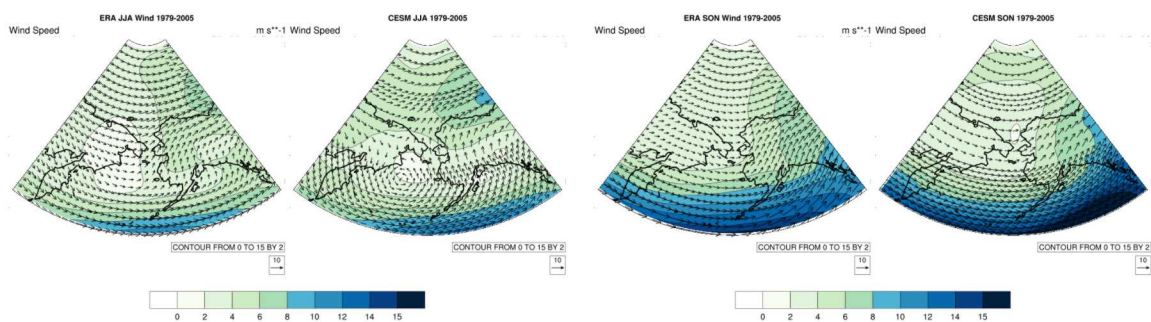 ERA JJA Wind 1979-2005
Wind Speed m s**-1
CONTOUR FROM 0 TO 15 BY 2
10
CESM JJA 1979-2005
Wind Speed
CONTOUR FROM 0 TO 15 BY 2
10
0 2 4 6 8 10 12 14 15
ERA SON Wind 1979-2005
Wind Speed m s**-1
CONTOUR FROM 0 TO 15 BY 2
10
CESM SON 1979-2005
Wind Speed
CONTOUR FROM 0 TO 15 BY 2
10
0 2 4 6 8 10 12 14 15